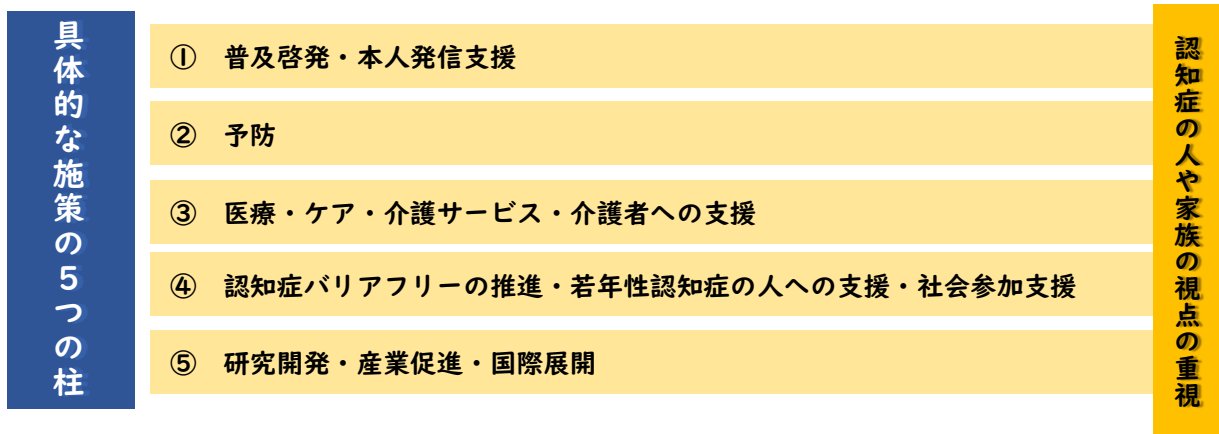 具体的な施策の5つの柱
① 普及啓発・本人発信支援
② 予防
③ 医療・ケア・介護サービス・介護者への支援
④ 認知症バリアフリーの推進・若年性認知症の人への支援・社会参加支援
⑤ 研究開発・産業促進・国際展開
認知症の人や家族の視点の重視